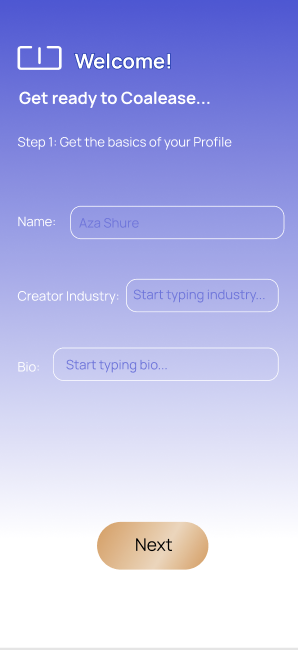 Welcome!
Get ready to Coalease...
Step 1: Get the basics of your Profile
Name: Aza Shure
Creator Industry: Start typing industry...
Bio: Start typing bio...
Next